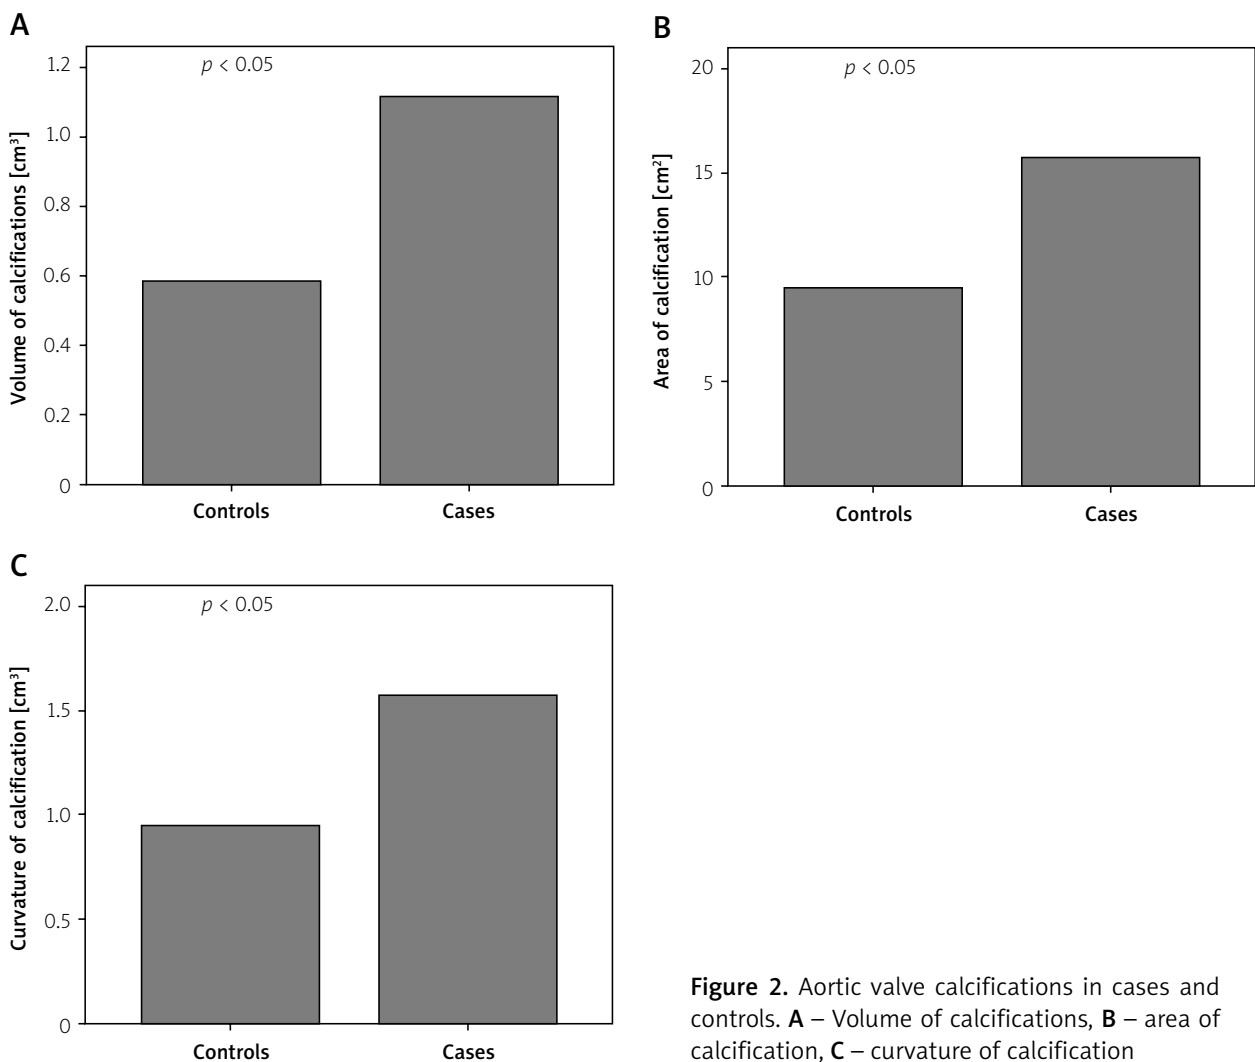 A
p < 0.05
Volume of calcifications [cm³]
1.2
1.0
0.8
0.6
0.4
0.2
0
Controls Cases
B
p < 0.05
Area of calcification [cm²]
20
15
10
5
0
Controls Cases
C
p < 0.05
Curvature of calcification [cm³]
2.0
1.5
1.0
0.5
0
Controls Cases
Figure 2. Aortic valve calcifications in cases and
controls. A – Volume of calcifications, B – area of
calcification, C – curvature of calcification